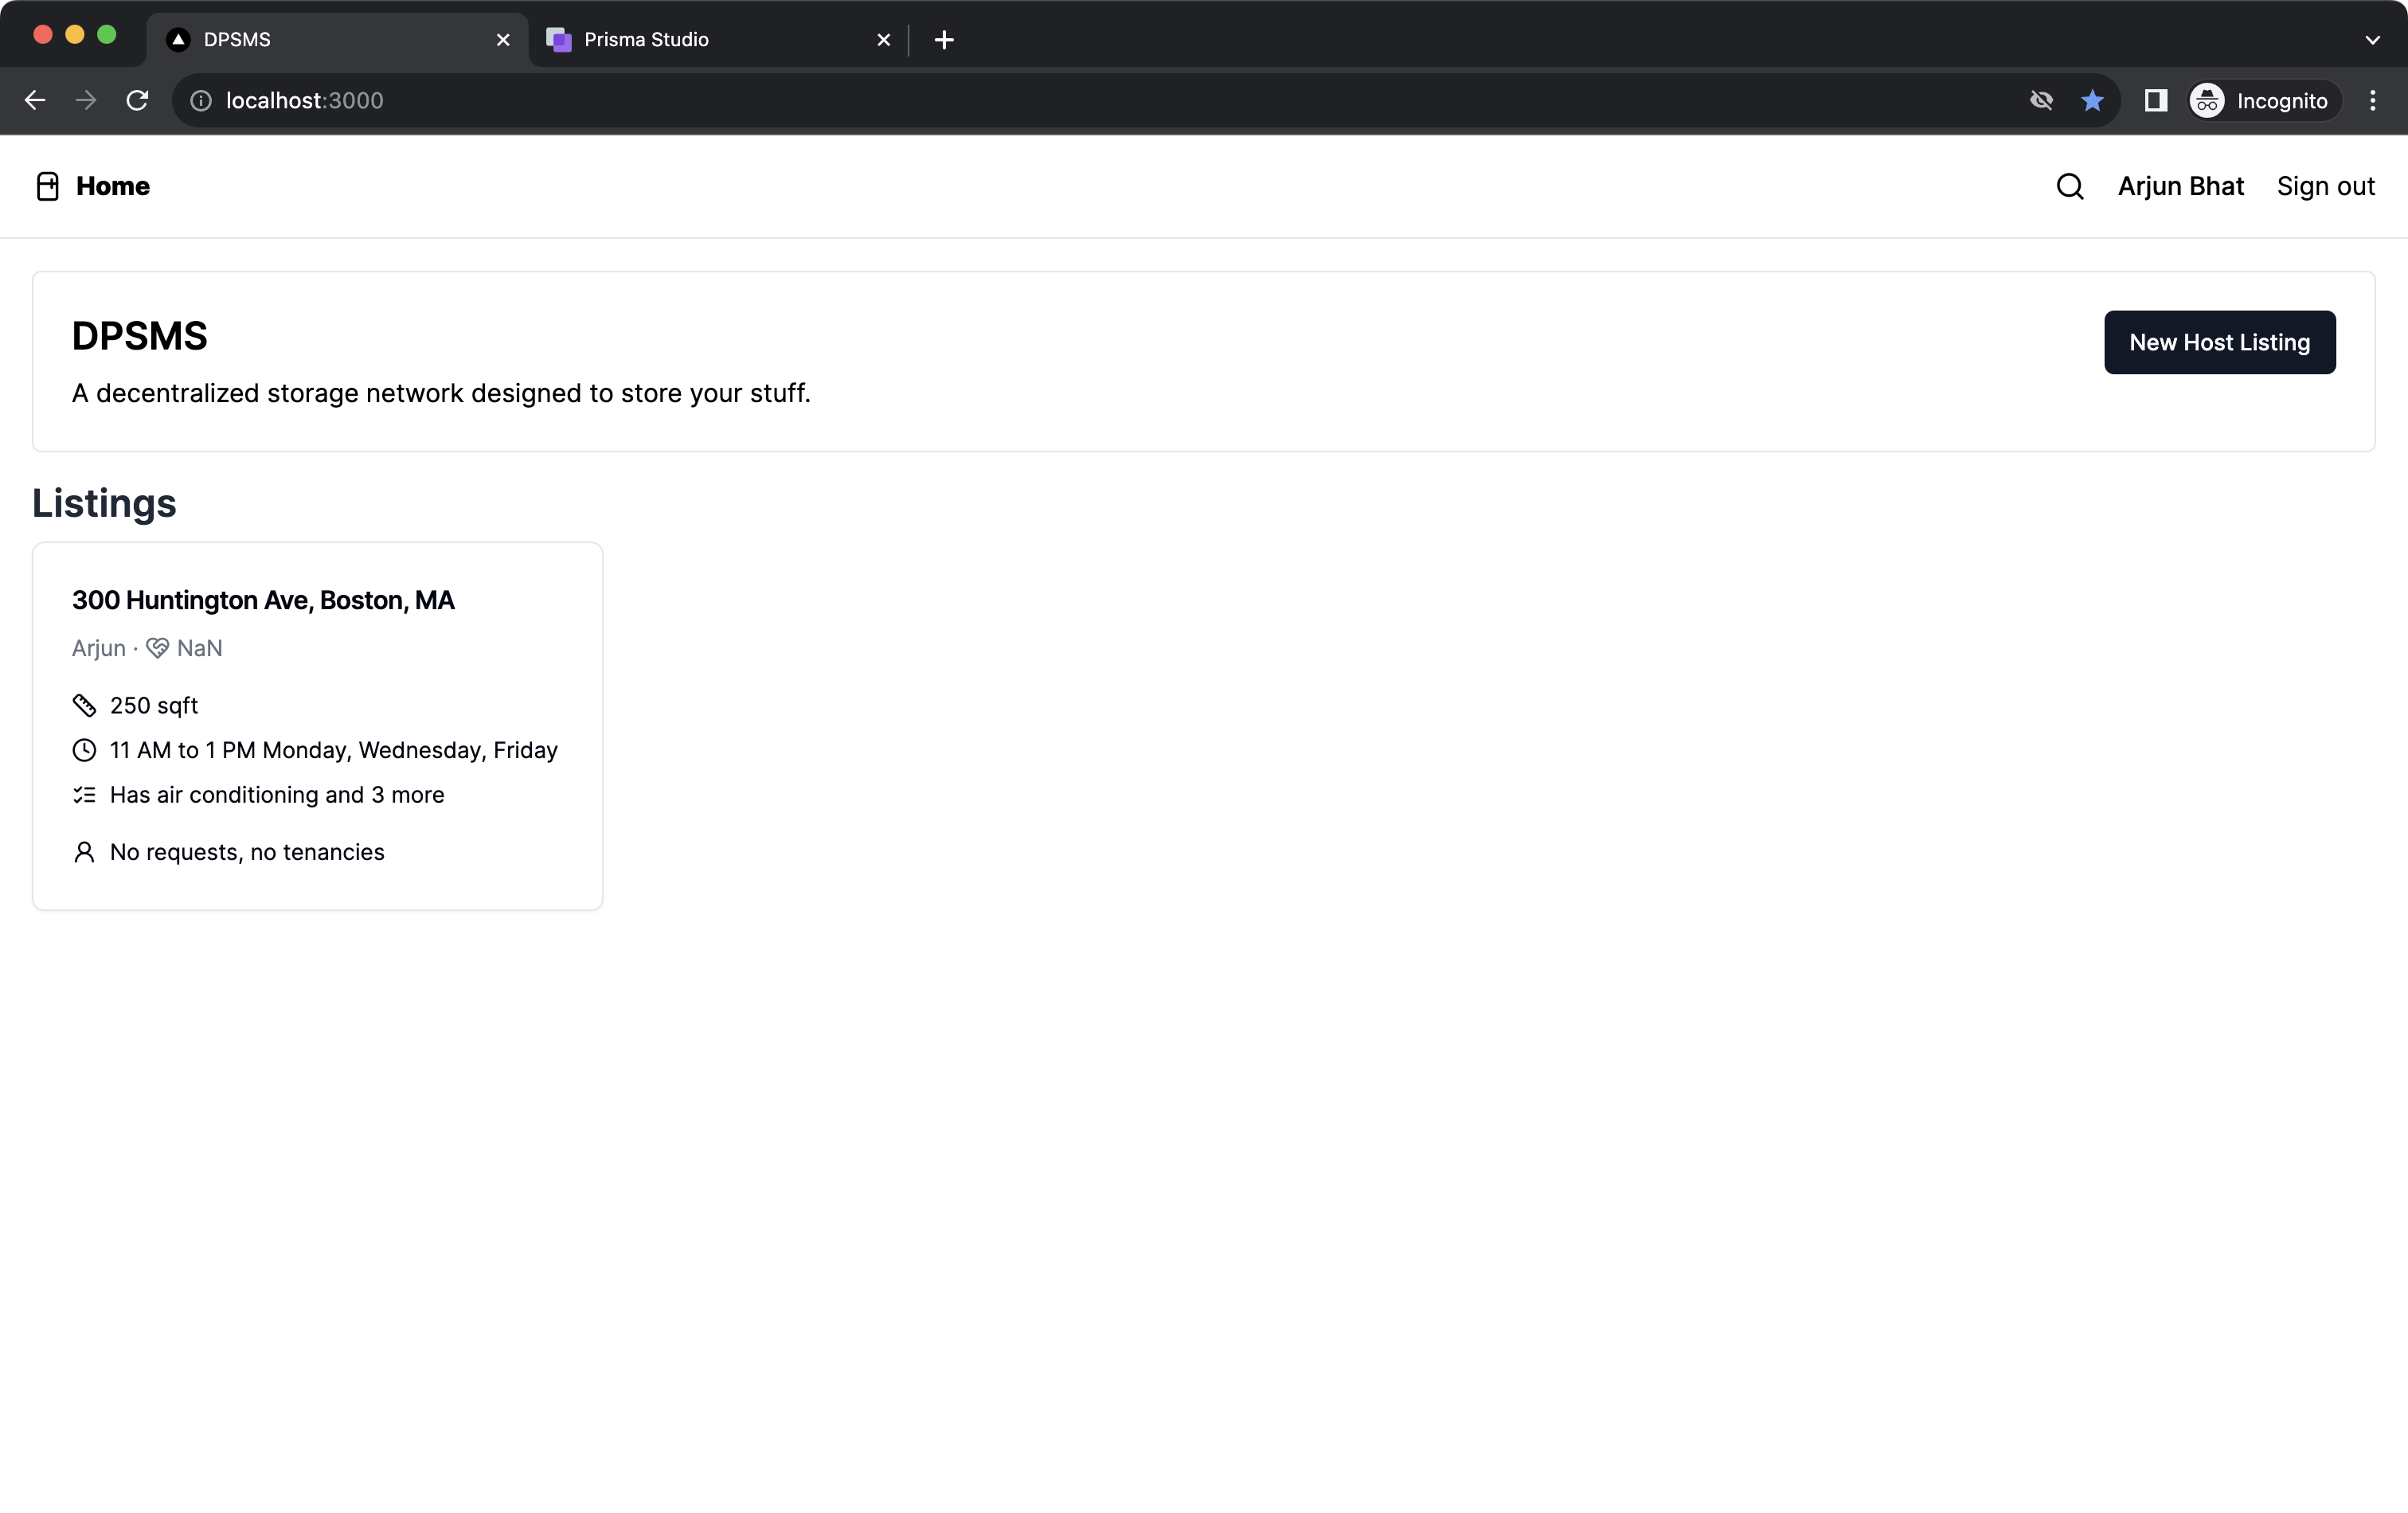 DPSMS
Prisma Studio
localhost:3000
Incognito
Home
Arjun Bhat
Sign out
DPSMS
New Host Listing
A decentralized storage network designed to store your stuff.
Listings
300 Huntington Ave, Boston, MA
Arjun · NaN
250 sqft
11 AM to 1 PM Monday, Wednesday, Friday
Has air conditioning and 3 more
No requests, no tenancies